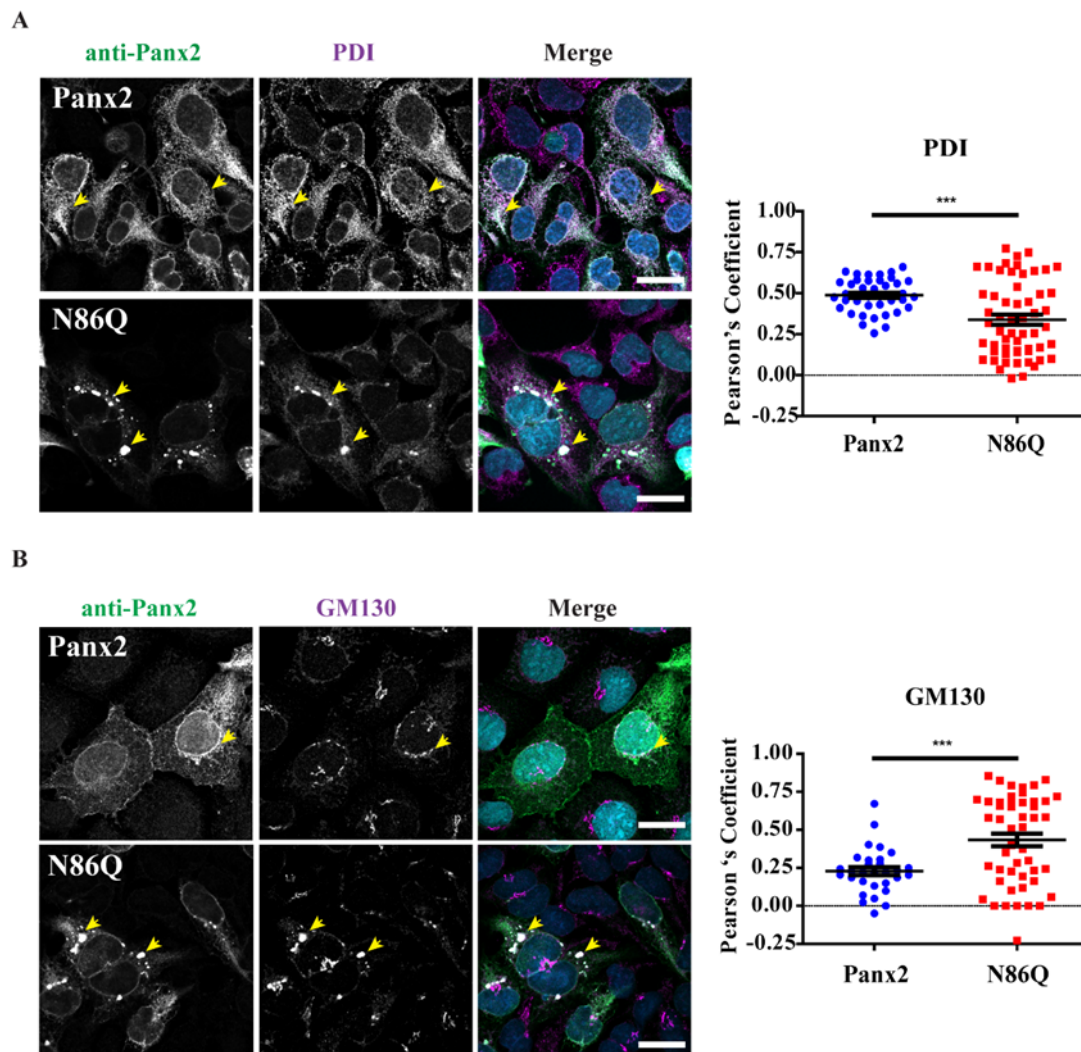 A
anti-Panx2 PDI Merge
Panx2
N86Q
PDI
***
Pearson's Coefficient
1.00
0.75
0.50
0.25
0.00
-0.25
Panx2 N86Q
B
anti-Panx2 GM130 Merge
Panx2
N86Q
GM130
***
Pearson ‘s Coefficient
1.00
0.75
0.50
0.25
0.00
-0.25
Panx2 N86Q